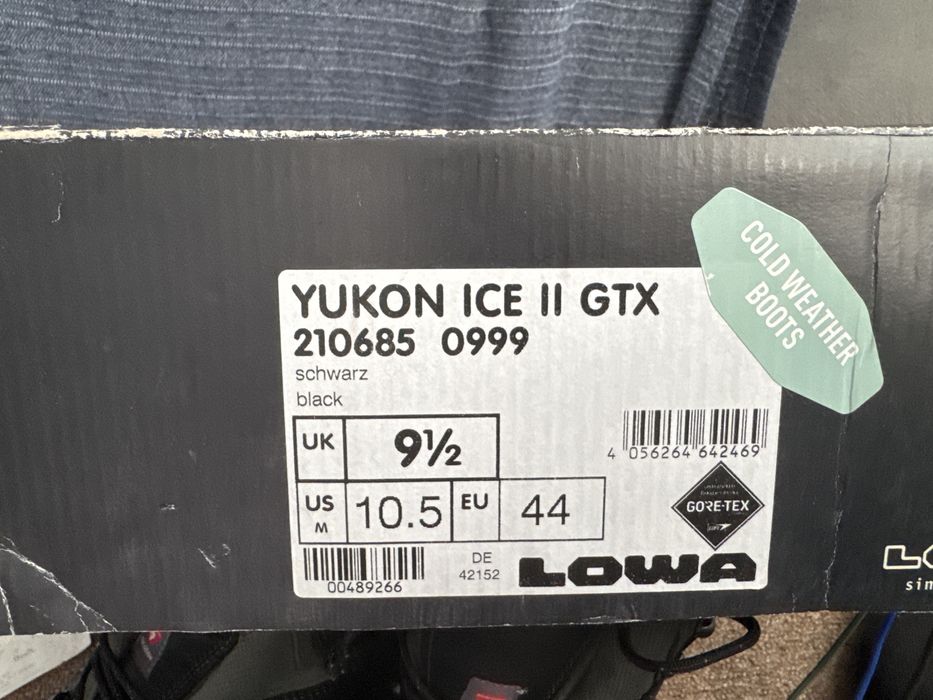 YUKON ICE II GTX
210685 0999
schwarz
black
UK 9½
US M 10.5 EU 44
4 056264 642469
GORE-TEX
00489266
DE
42152
LOWA
COLD WEATHER
BOOTS